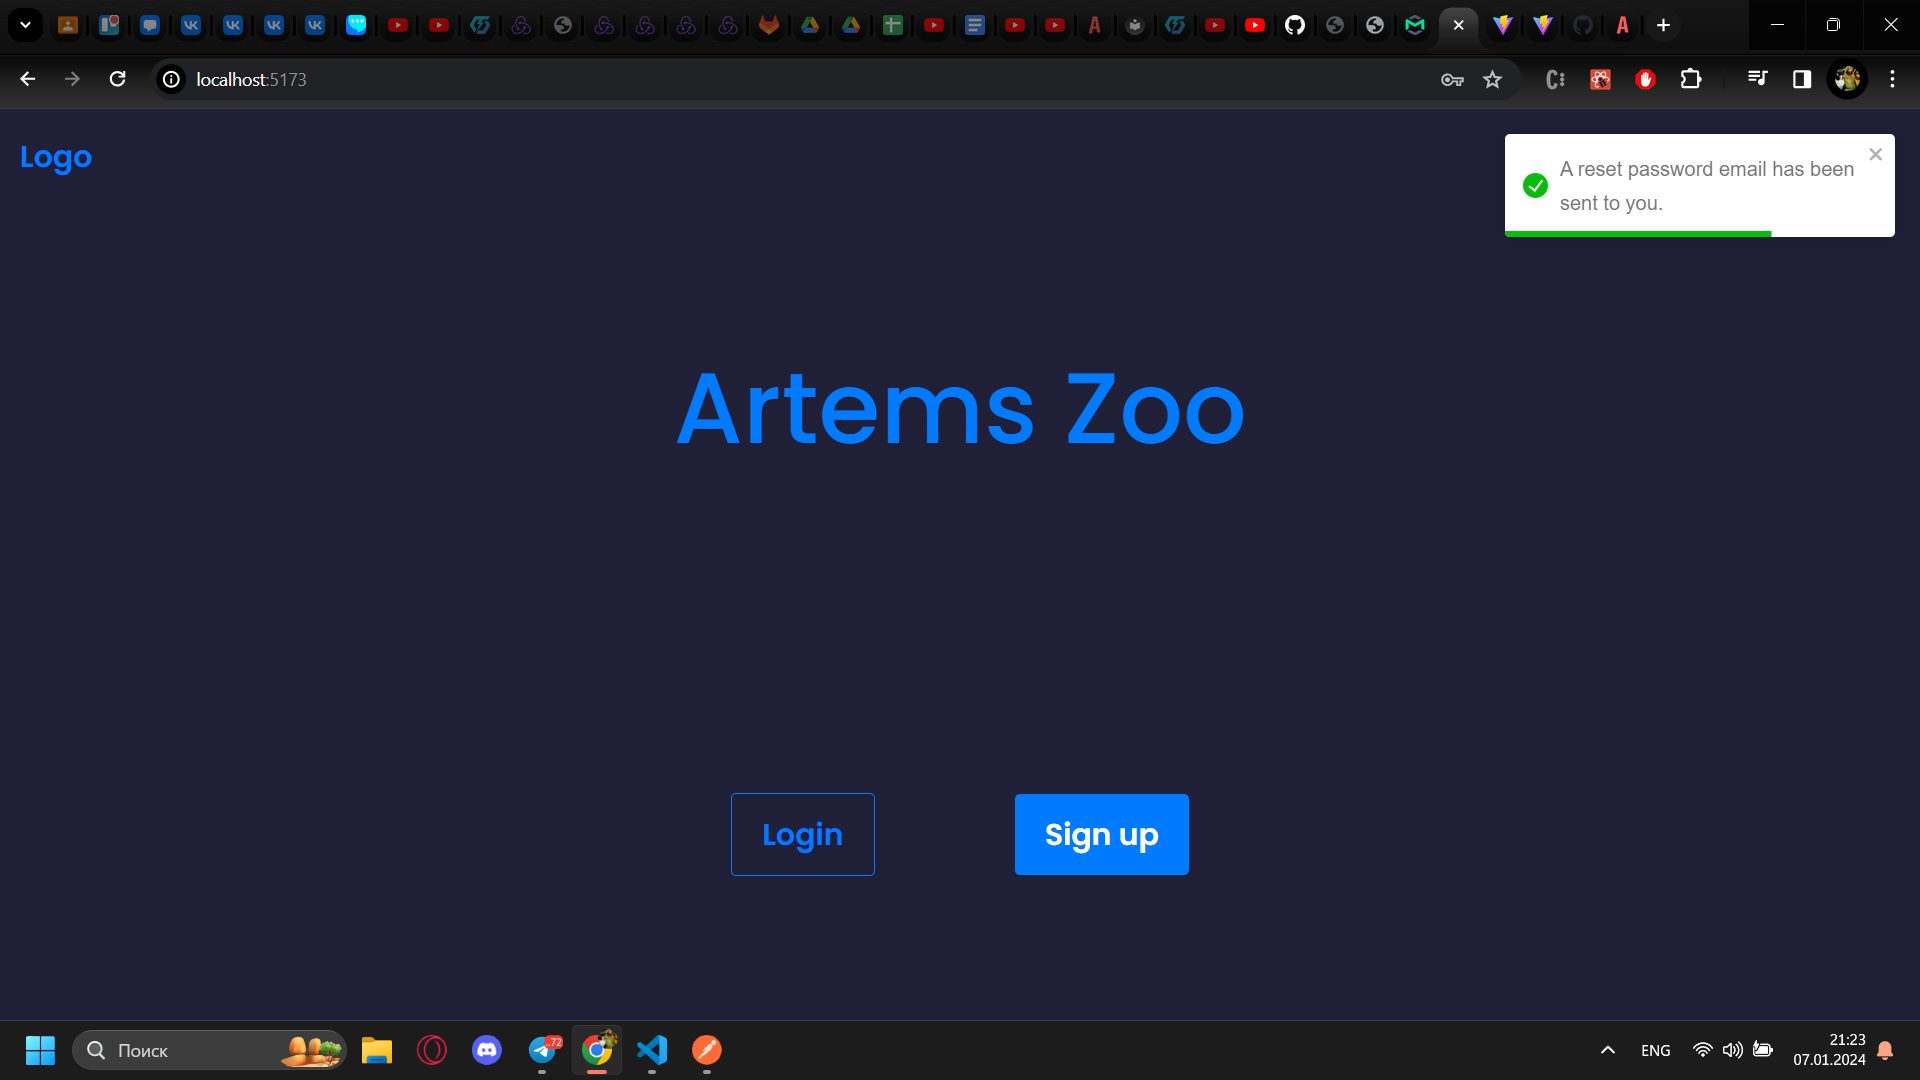 localhost:5173
Logo
A reset password email has been
sent to you.
Artems Zoo
Login
Sign up
Поиск
..72
ENG
21:23
07.01.2024